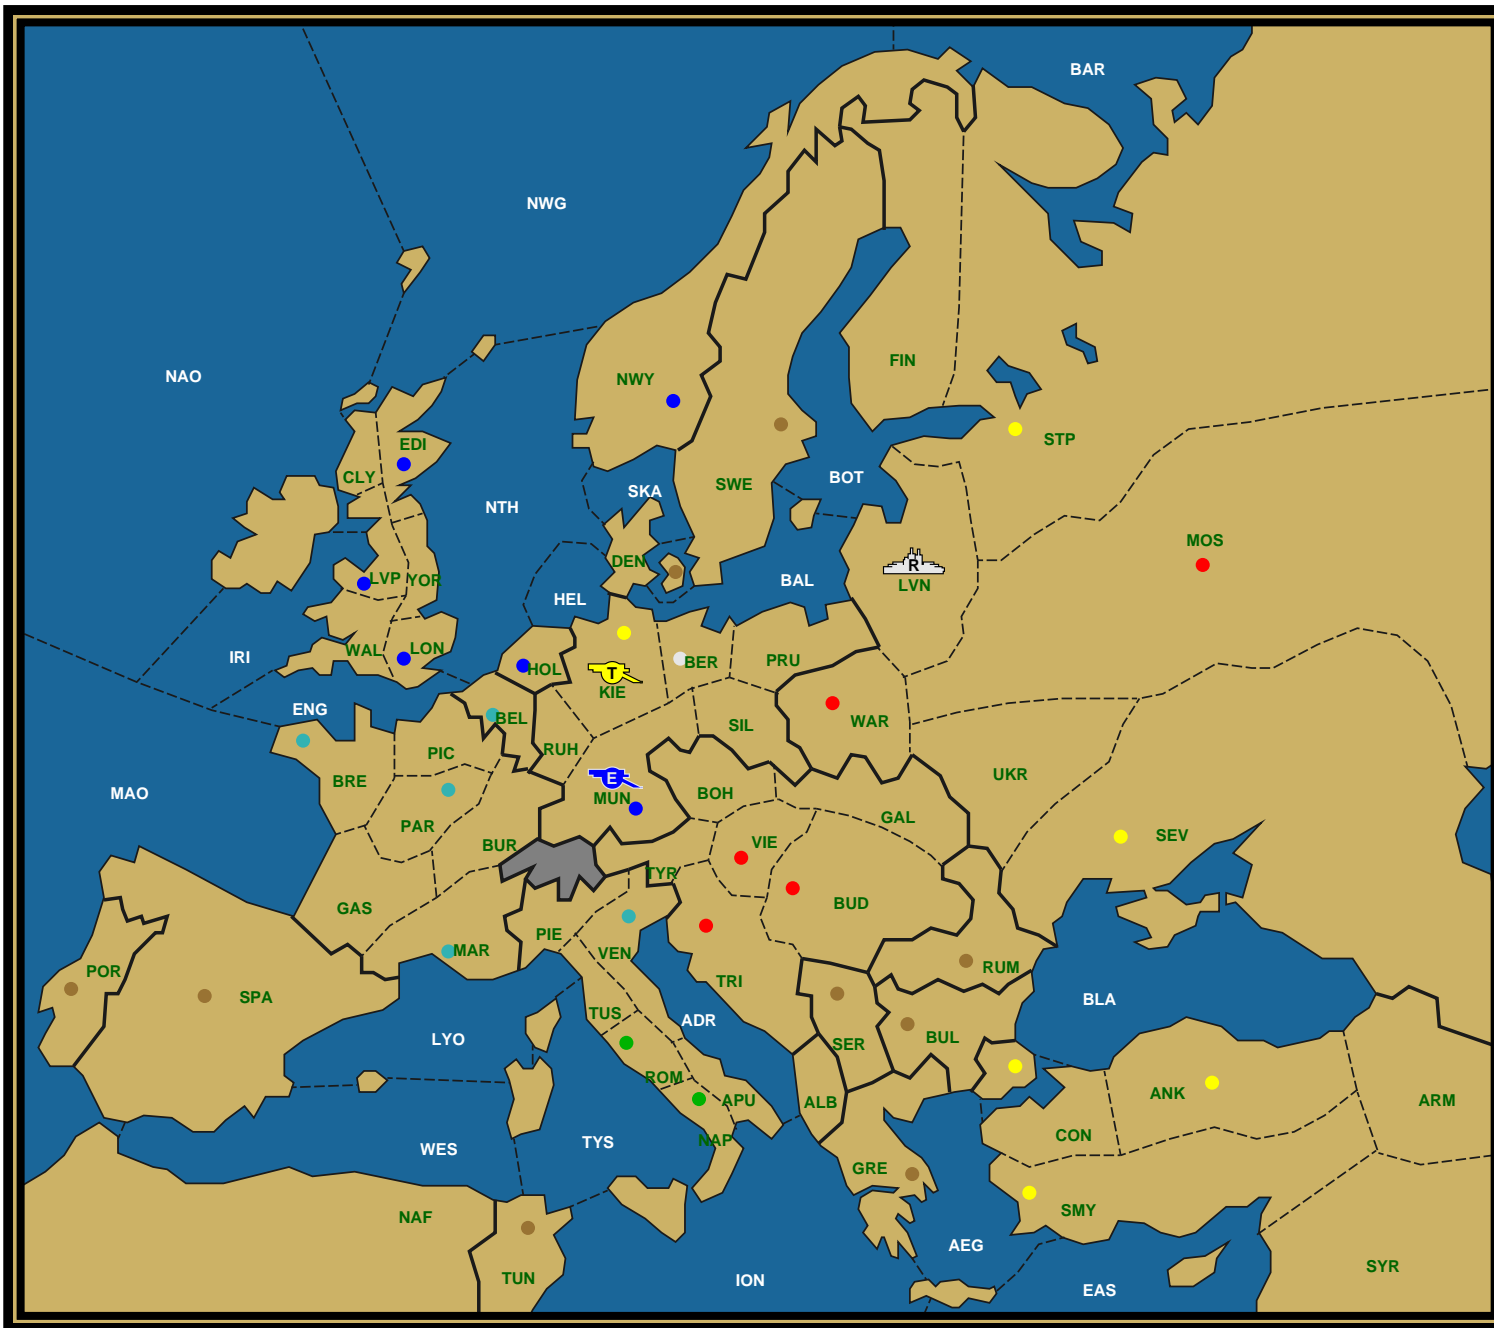 BAR
NWG
NAO
FIN
NWY
STP
EDI
CLY
SWE
BOT
SKA
NTH
MOS
DEN
R
LVN
LVP
YOR
BAL
HEL
WAL
LON
IRI
HOL
BER
PRU
T
KIE
ENG
BEL
WAR
SIL
RUH
PIC
BRE
UKR
E
MUN
BOH
MAO
GAL
PAR
SEV
VIE
BUR
TYR
BUD
GAS
PIE
VEN
MAR
POR
SPA
TRI
RUM
BLA
TUS
ADR
LYO
SER
BUL
ROM
APU
ALB
ANK
ARM
CON
NAP
TYS
WES
GRE
SMY
NAF
AEG
SYR
TUN
ION
EAS